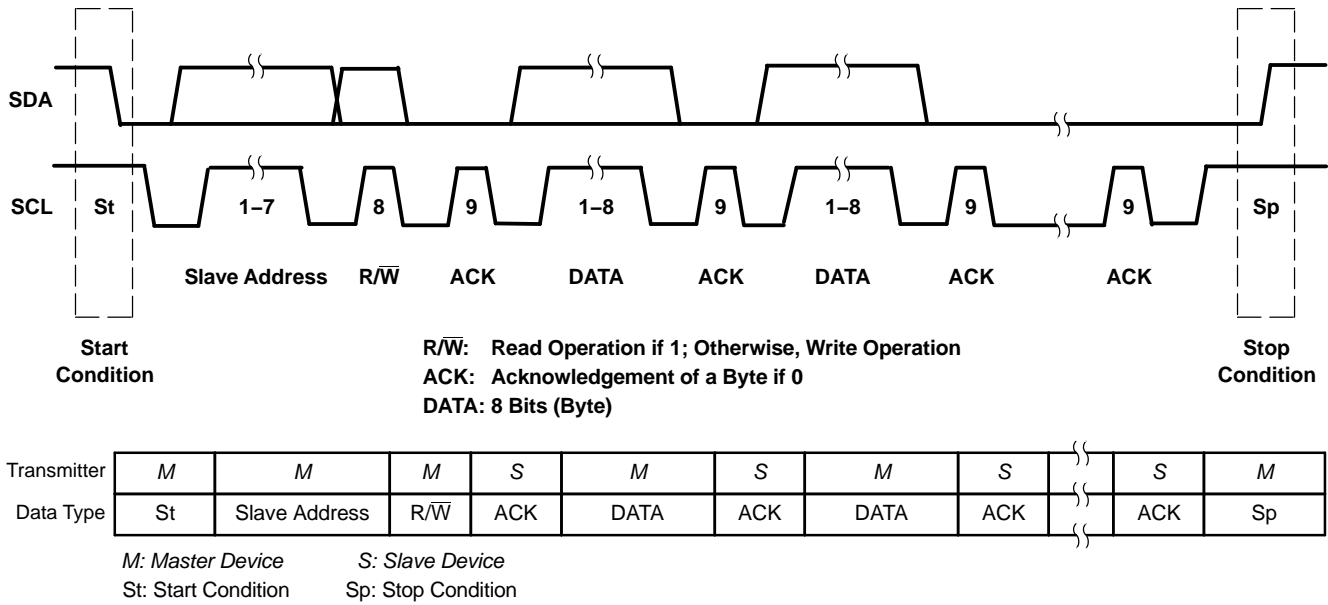 SDA
SCL St 1–7 8 9 1–8 9 1–8 9 9 Sp
Slave Address R/W̅ ACK DATA ACK DATA ACK ACK
Start
Condition
Stop
Condition
R/W̅: Read Operation if 1; Otherwise, Write Operation
ACK: Acknowledgement of a Byte if 0
DATA: 8 Bits (Byte)
Transmitter M M M S M S M S S M
Data Type St Slave Address R/W̅ ACK DATA ACK DATA ACK ACK Sp
M: Master Device S: Slave Device
St: Start Condition Sp: Stop Condition